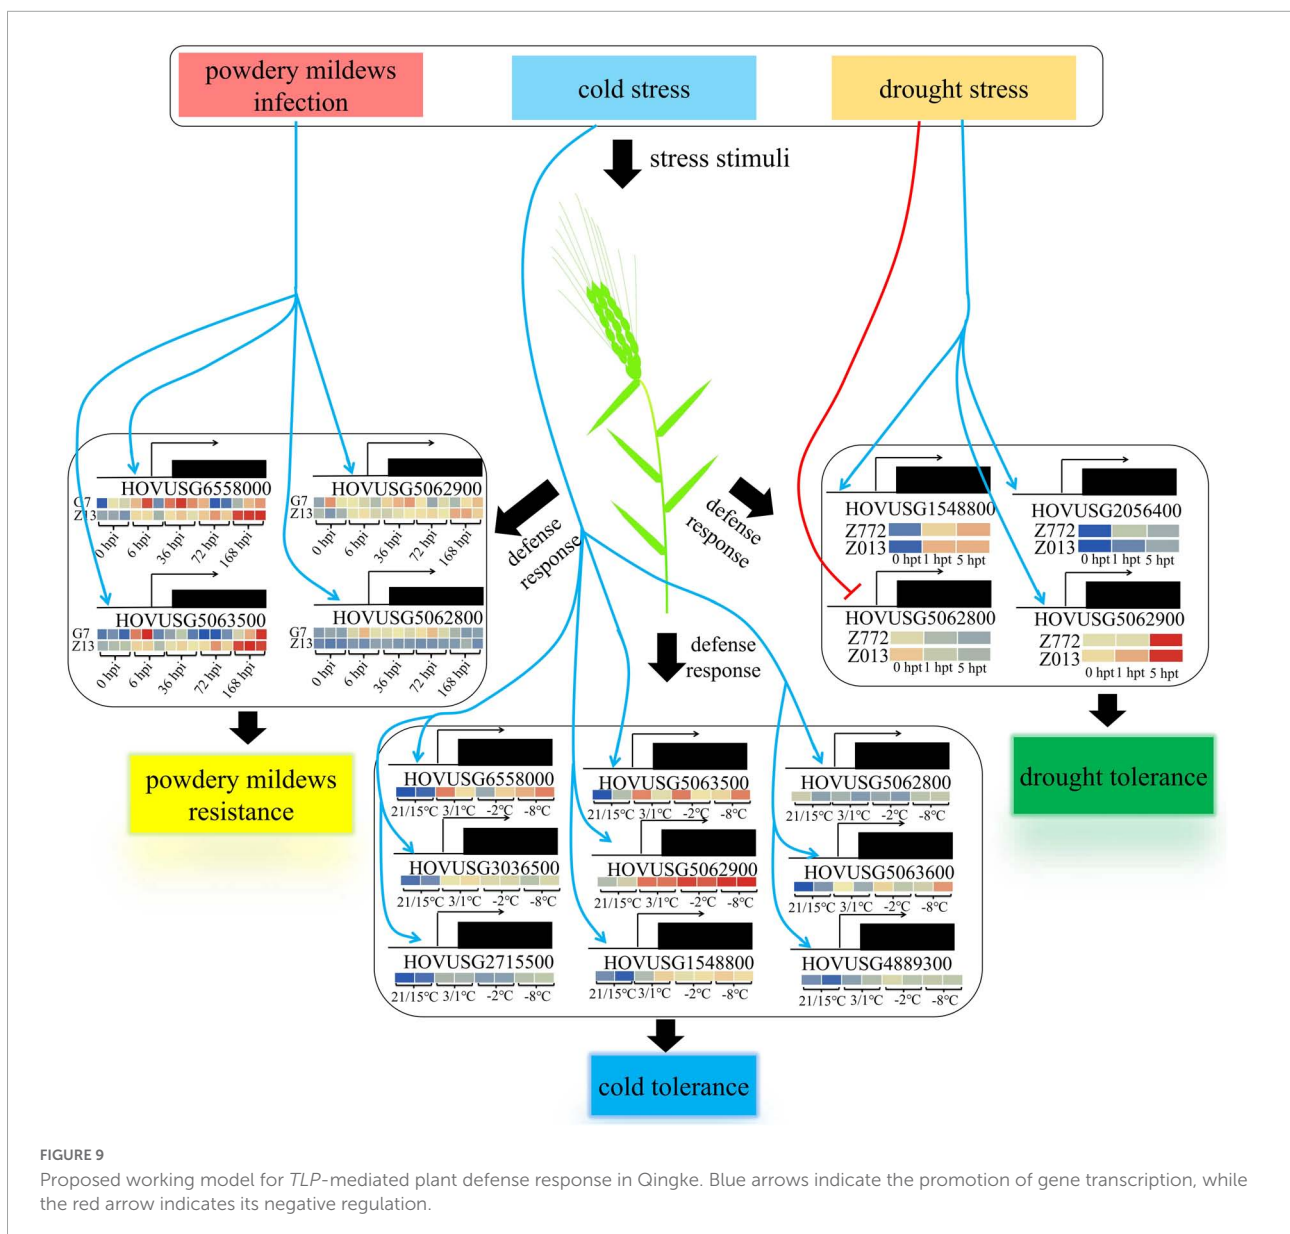 powdery mildews
infection
cold stress
drought stress
stress stimuli
HOVUSG6558000
G7
Z13
0 hpi
6 hpi
36 hpi
72 hpi
168 hpi
HOVUSG5062900
G7
Z13
0 hpi
6 hpi
36 hpi
72 hpi
168 hpi
HOVUSG5063500
G7
Z13
0 hpi
6 hpi
36 hpi
72 hpi
168 hpi
HOVUSG5062800
G7
Z13
0 hpi
6 hpi
36 hpi
72 hpi
168 hpi
defense
response
defense
response
defense
response
HOVUSG1548800
Z772
Z013
0 hpt 1 hpt 5 hpt
HOVUSG2056400
Z772
Z013
0 hpt 1 hpt 5 hpt
HOVUSG5062800
Z772
Z013
0 hpt 1 hpt 5 hpt
HOVUSG5062900
Z772
Z013
0 hpt 1 hpt 5 hpt
powdery mildews
resistance
drought tolerance
HOVUSG6558000
21/15°C 3/1°C -2°C -8°C
HOVUSG5063500
21/15°C 3/1°C -2°C -8°C
HOVUSG5062800
21/15°C 3/1°C -2°C -8°C
HOVUSG3036500
21/15°C 3/1°C -2°C -8°C
HOVUSG5062900
21/15°C 3/1°C -2°C -8°C
HOVUSG5063600
21/15°C 3/1°C -2°C -8°C
HOVUSG2715500
21/15°C 3/1°C -2°C -8°C
HOVUSG1548800
21/15°C 3/1°C -2°C -8°C
HOVUSG4889300
21/15°C 3/1°C -2°C -8°C
cold tolerance
FIGURE 9
Proposed working model for TLP-mediated plant defense response in Qingke. Blue arrows indicate the promotion of gene transcription, while
the red arrow indicates its negative regulation.